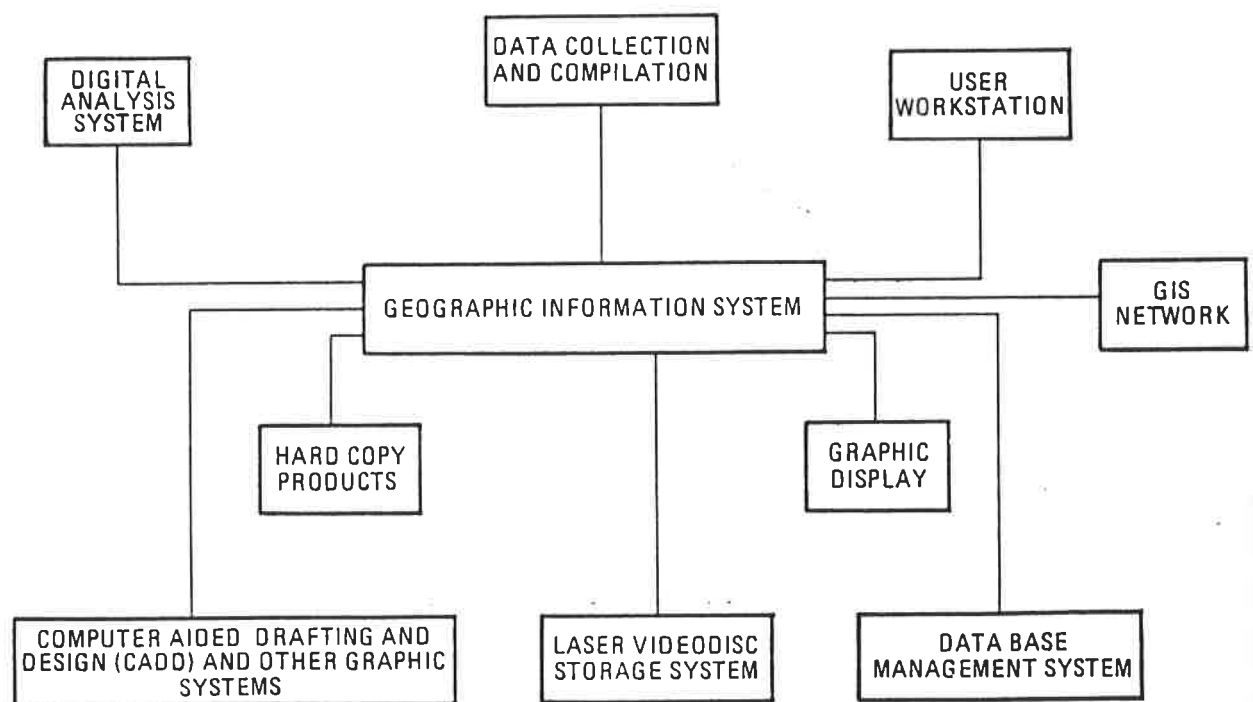 DIGITAL
ANALYSIS
SYSTEM
DATA COLLECTION
AND COMPILATION
USER
WORKSTATION
GEOGRAPHIC INFORMATION SYSTEM
GIS
NETWORK
HARD COPY
PRODUCTS
GRAPHIC
DISPLAY
COMPUTER AIDED DRAFTING AND
DESIGN (CADD) AND OTHER GRAPHIC
SYSTEMS
LASER VIDEODISC
STORAGE SYSTEM
DATA BASE
MANAGEMENT SYSTEM